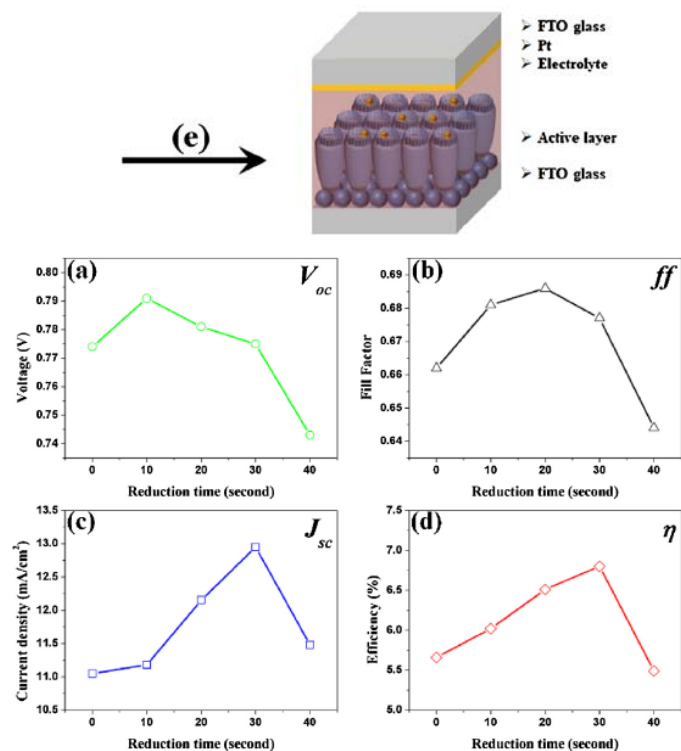 ➢ FTO glass
➢ Pt
➢ Electrolyte
(e)
➢ Active layer
➢ FTO glass
(a)
V_oc
0.80
0.79
0.78
0.77
0.76
0.75
0.74
Voltage (V)
0 10 20 30 40
Reduction time (second)
(b)
ff
0.69
0.68
0.67
0.66
0.65
0.64
Fill Factor
0 10 20 30 40
Reduction time (second)
(c)
J_sc
13.5
13.0
12.5
12.0
11.5
11.0
10.5
Current density (mA/cm²)
0 10 20 30 40
Reduction time (second)
(d)
η
7.5
7.0
6.5
6.0
5.5
5.0
Efficiency (%)
0 10 20 30 40
Reduction time (second)